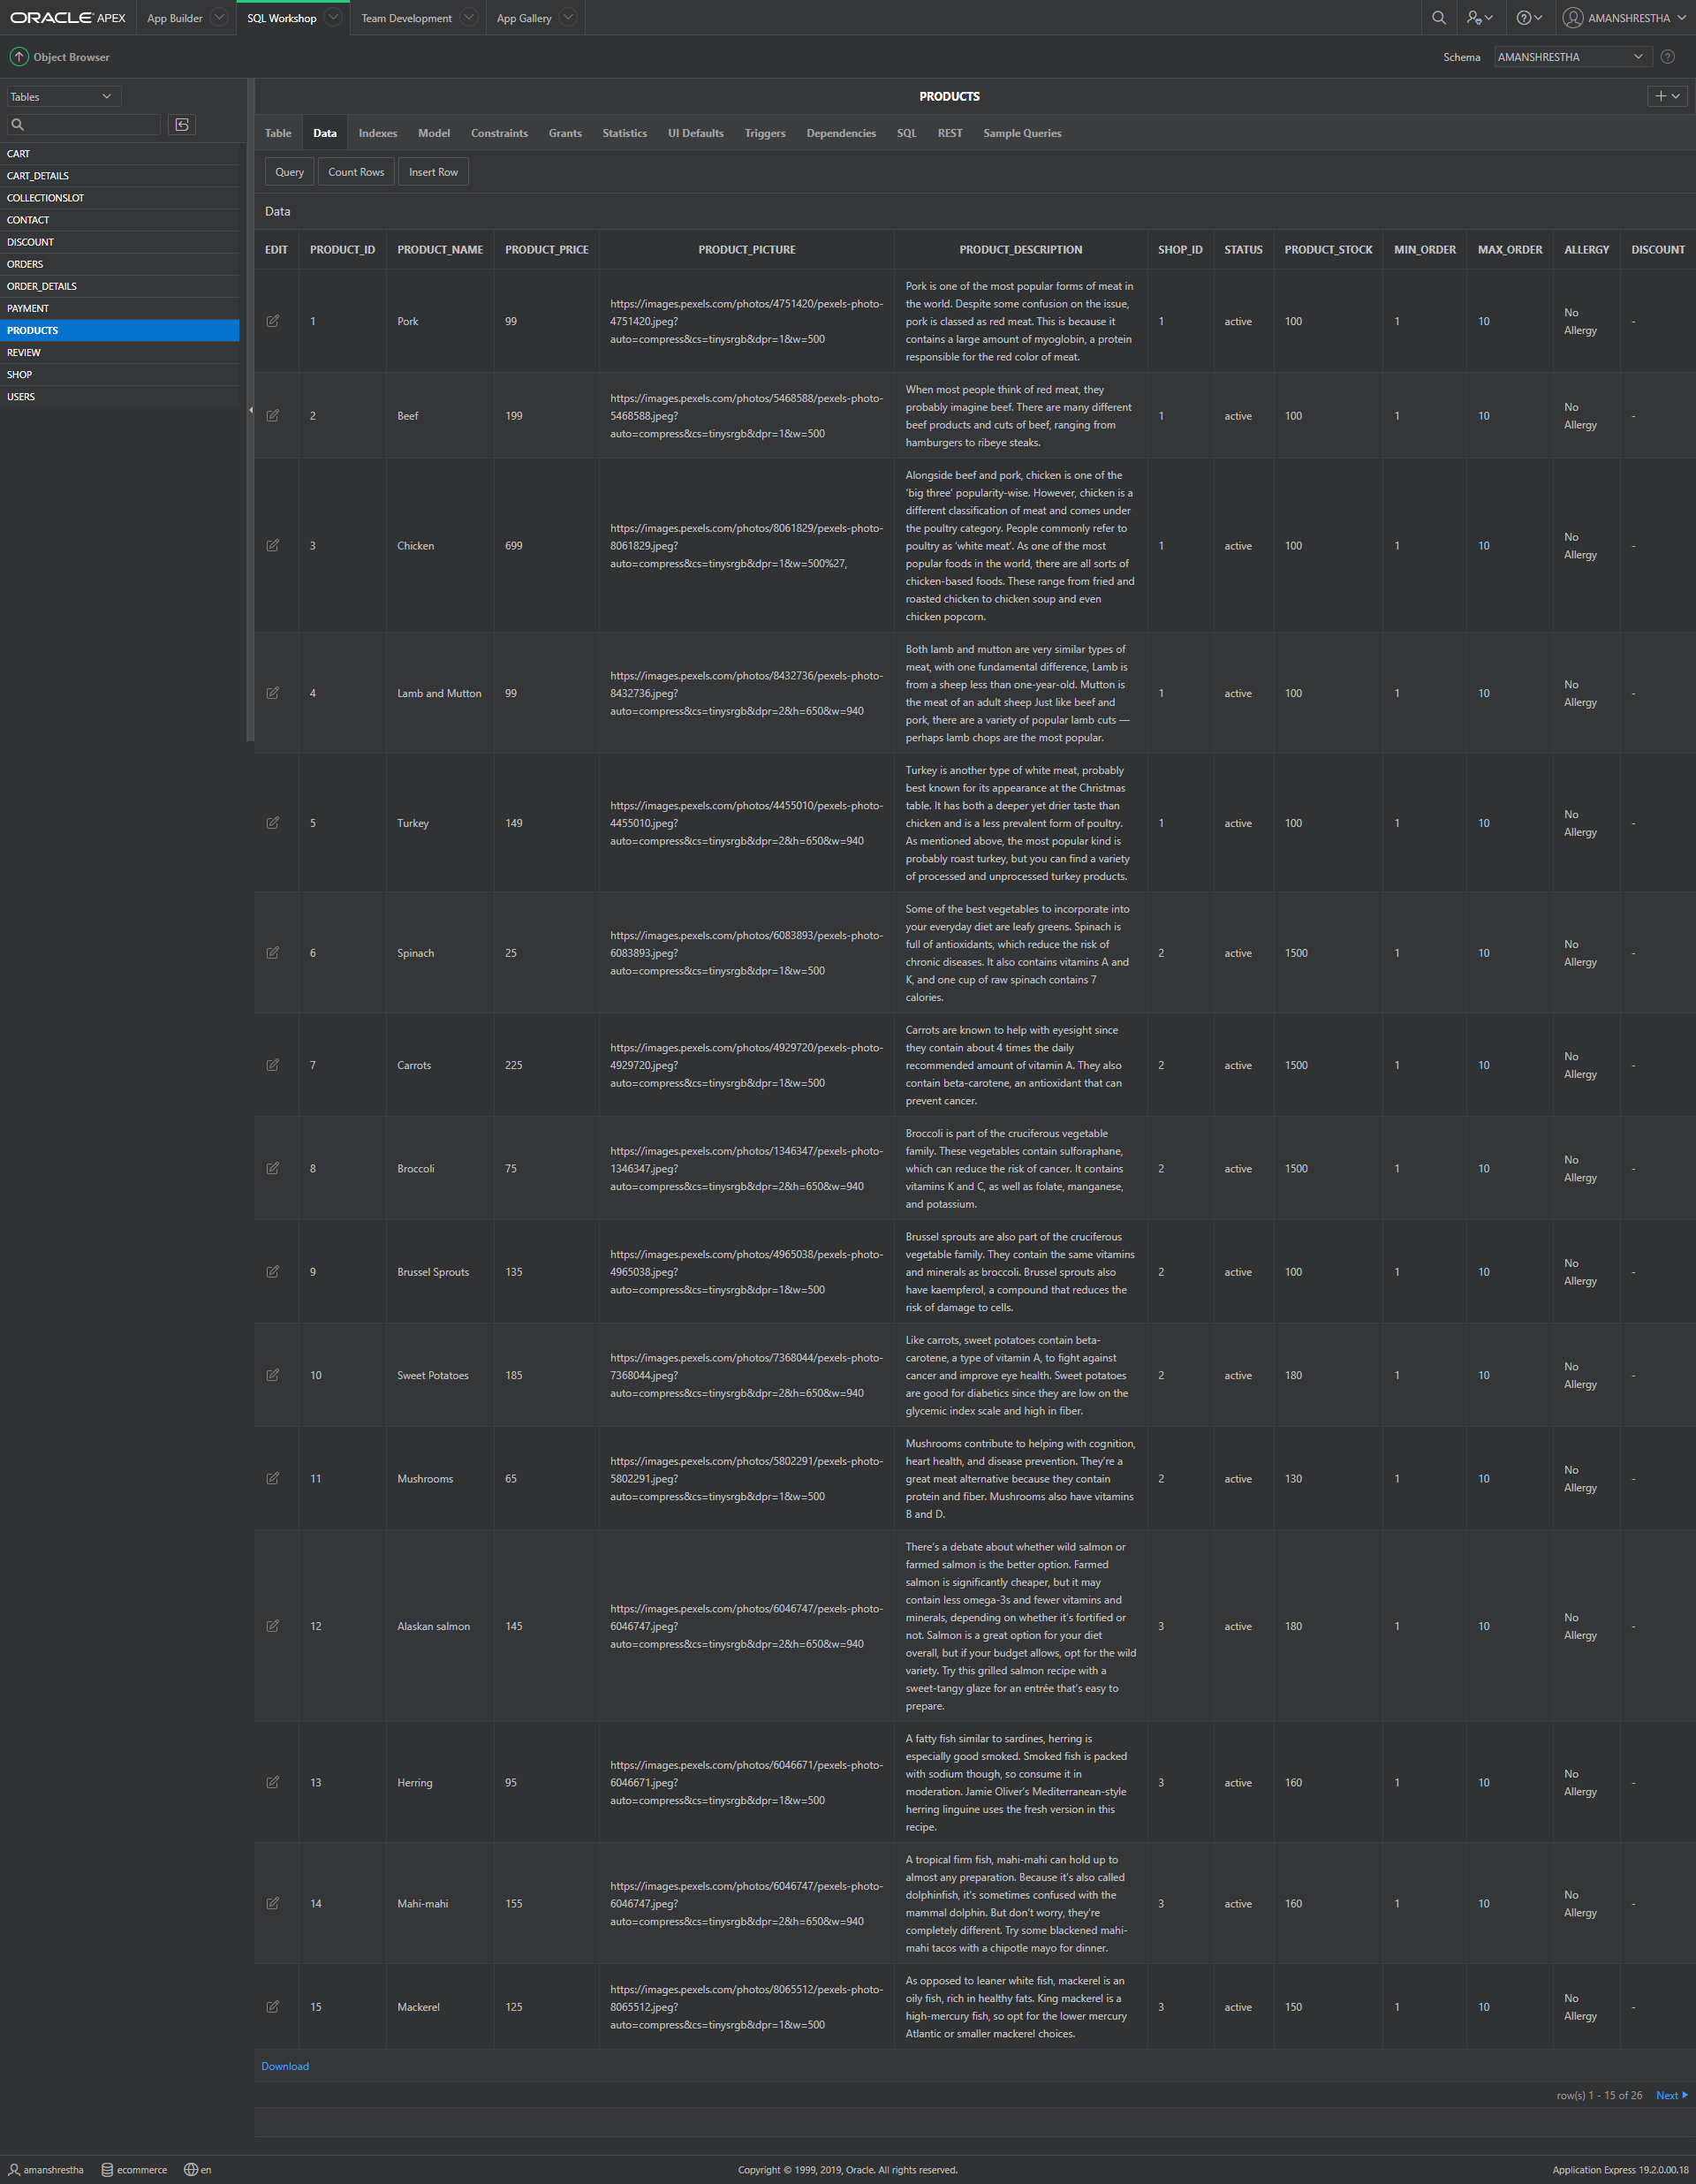 ORACLE APEX App Builder SQL Workshop Team Development App Gallery AMANSHRESTHA
Object Browser Schema AMANSHRESTHA
Tables
CART
CART_DETAILS
COLLECTIONSLOT
CONTACT
DISCOUNT
ORDERS
ORDER_DETAILS
PAYMENT
PRODUCTS
REVIEW
SHOP
USERS
PRODUCTS
Table Data Indexes Model Constraints Grants Statistics UI Defaults Triggers Dependencies SQL REST Sample Queries
Query Count Rows Insert Row
Data
EDIT PRODUCT_ID PRODUCT_NAME PRODUCT_PRICE PRODUCT_PICTURE PRODUCT_DESCRIPTION SHOP_ID STATUS PRODUCT_STOCK MIN_ORDER MAX_ORDER ALLERGY DISCOUNT
1 Pork 99
https://images.pexels.com/photos/4751420/pexels-photo-
4751420.jpeg?
auto=compress&cs=tinysrgb&dpr=1&w=500
Pork is one of the most popular forms of meat in
the world. Despite some confusion on the issue,
pork is classed as red meat. This is because it
contains a large amount of myoglobin, a protein
responsible for the red color of meat.
1 active 100 1 10
No
Allergy
-
2 Beef 199
https://images.pexels.com/photos/5468588/pexels-photo-
5468588.jpeg?
auto=compress&cs=tinysrgb&dpr=1&w=500
When most people think of red meat, they
probably imagine beef. There are many different
beef products and cuts of beef, ranging from
hamburgers to ribeye steaks.
1 active 100 1 10
No
Allergy
-
3 Chicken 699
https://images.pexels.com/photos/8061829/pexels-photo-
8061829.jpeg?
auto=compress&cs=tinysrgb&dpr=1&w=500%27,
Alongside beef and pork, chicken is one of the
‘big three’ popularity-wise. However, chicken is a
different classification of meat and comes under
the poultry category. People commonly refer to
poultry as ‘white meat’. As one of the most
popular foods in the world, there are all sorts of
chicken-based foods. These range from fried and
roasted chicken to chicken soup and even
chicken popcorn.
1 active 100 1 10
No
Allergy
-
4 Lamb and Mutton 99
https://images.pexels.com/photos/8432736/pexels-photo-
8432736.jpeg?
auto=compress&cs=tinysrgb&dpr=2&h=650&w=940
Both lamb and mutton are very similar types of
meat, with one fundamental difference, Lamb is
from a sheep less than one-year-old. Mutton is
the meat of an adult sheep Just like beef and
pork, there are a variety of popular lamb cuts —
perhaps lamb chops are the most popular.
1 active 100 1 10
No
Allergy
-
5 Turkey 149
https://images.pexels.com/photos/4455010/pexels-photo-
4455010.jpeg?
auto=compress&cs=tinysrgb&dpr=2&h=650&w=940
Turkey is another type of white meat, probably
best known for its appearance at the Christmas
table. It has both a deeper yet drier taste than
chicken and is a less prevalent form of poultry.
As mentioned above, the most popular kind is
probably roast turkey, but you can find a variety
of processed and unprocessed turkey products.
1 active 100 1 10
No
Allergy
-
6 Spinach 25
https://images.pexels.com/photos/6083893/pexels-photo-
6083893.jpeg?
auto=compress&cs=tinysrgb&dpr=1&w=500
Some of the best vegetables to incorporate into
your everyday diet are leafy greens. Spinach is
full of antioxidants, which reduce the risk of
chronic diseases. It also contains vitamins A and
K, and one cup of raw spinach contains 7
calories.
2 active 1500 1 10
No
Allergy
-
7 Carrots 225
https://images.pexels.com/photos/4929720/pexels-photo-
4929720.jpeg?
auto=compress&cs=tinysrgb&dpr=1&w=500
Carrots are known to help with eyesight since
they contain about 4 times the daily
recommended amount of vitamin A. They also
contain beta-carotene, an antioxidant that can
prevent cancer.
2 active 1500 1 10
No
Allergy
-
8 Broccoli 75
https://images.pexels.com/photos/1346347/pexels-photo-
1346347.jpeg?
auto=compress&cs=tinysrgb&dpr=2&h=650&w=940
Broccoli is part of the cruciferous vegetable
family. These vegetables contain sulforaphane,
which can reduce the risk of cancer. It contains
vitamins K and C, as well as folate, manganese,
and potassium.
2 active 1500 1 10
No
Allergy
-
9 Brussel Sprouts 135
https://images.pexels.com/photos/4965038/pexels-photo-
4965038.jpeg?
auto=compress&cs=tinysrgb&dpr=1&w=500
Brussel sprouts are also part of the cruciferous
vegetable family. They contain the same vitamins
and minerals as broccoli. Brussel sprouts also
have kaempferol, a compound that reduces the
risk of damage to cells.
2 active 100 1 10
No
Allergy
-
10 Sweet Potatoes 185
https://images.pexels.com/photos/7368044/pexels-photo-
7368044.jpeg?
auto=compress&cs=tinysrgb&dpr=2&h=650&w=940
Like carrots, sweet potatoes contain beta-
carotene, a type of vitamin A, to fight against
cancer and improve eye health. Sweet potatoes
are good for diabetics since they are low on the
glycemic index scale and high in fiber.
2 active 180 1 10
No
Allergy
-
11 Mushrooms 65
https://images.pexels.com/photos/5802291/pexels-photo-
5802291.jpeg?
auto=compress&cs=tinysrgb&dpr=1&w=500
Mushrooms contribute to helping with cognition,
heart health, and disease prevention. They’re a
great meat alternative because they contain
protein and fiber. Mushrooms also have vitamins
B and D.
2 active 130 1 10
No
Allergy
-
12 Alaskan salmon 145
https://images.pexels.com/photos/6046747/pexels-photo-
6046747.jpeg?
auto=compress&cs=tinysrgb&dpr=2&h=650&w=940
There’s a debate about whether wild salmon or
farmed salmon is the better option. Farmed
salmon is significantly cheaper, but it may
contain less omega-3s and fewer vitamins and
minerals, depending on whether it’s fortified or
not. Salmon is a great option for your diet
overall, but if your budget allows, opt for the wild
variety. Try this grilled salmon recipe with a
sweet-tangy glaze for an entrée that’s easy to
prepare.
3 active 180 1 10
No
Allergy
-
13 Herring 95
https://images.pexels.com/photos/6046671/pexels-photo-
6046671.jpeg?
auto=compress&cs=tinysrgb&dpr=1&w=500
A fatty fish similar to sardines, herring is
especially good smoked. Smoked fish is packed
with sodium though, so consume it in
moderation. Jamie Oliver’s Mediterranean-style
herring linguine uses the fresh version in this
recipe.
3 active 160 1 10
No
Allergy
-
14 Mahi-mahi 155
https://images.pexels.com/photos/6046747/pexels-photo-
6046747.jpeg?
auto=compress&cs=tinysrgb&dpr=2&h=650&w=940
A tropical firm fish, mahi-mahi can hold up to
almost any preparation. Because it’s also called
dolphinfish, it’s sometimes confused with the
mammal dolphin. But don’t worry, they’re
completely different. Try some blackened mahi-
mahi tacos with a chipotle mayo for dinner.
3 active 160 1 10
No
Allergy
-
15 Mackerel 125
https://images.pexels.com/photos/8065512/pexels-photo-
8065512.jpeg?
auto=compress&cs=tinysrgb&dpr=1&w=500
As opposed to leaner white fish, mackerel is an
oily fish, rich in healthy fats. King mackerel is a
high-mercury fish, so opt for the lower mercury
Atlantic or smaller mackerel choices.
3 active 150 1 10
No
Allergy
-
Download
row(s) 1 - 15 of 26 Next
amanshrestha ecommerce en Copyright © 1999, 2019, Oracle. All rights reserved. Application Express 19.2.0.00.18